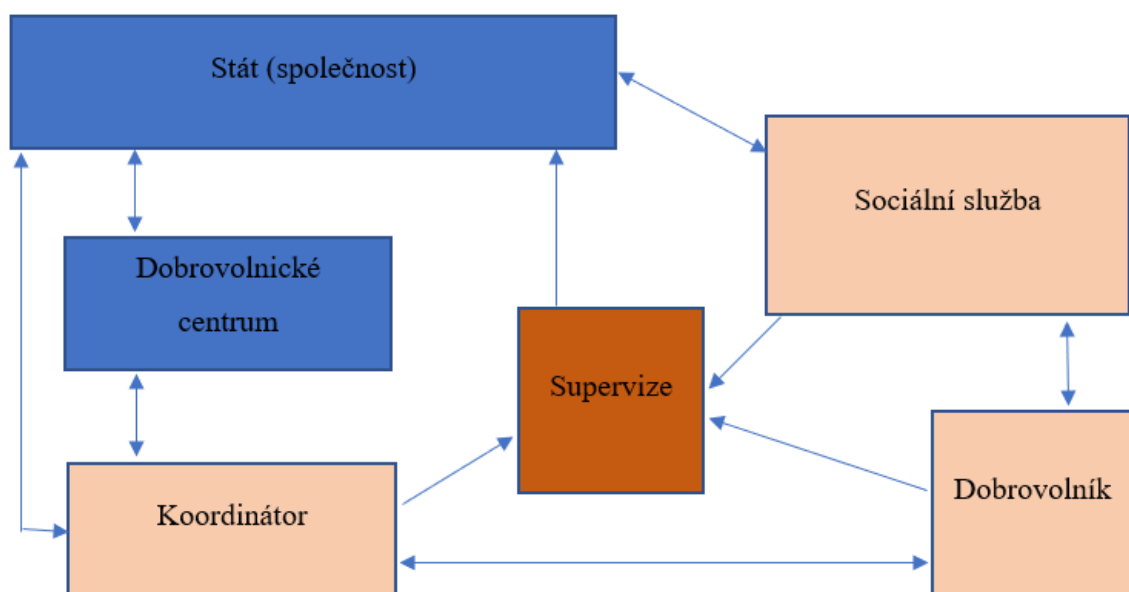 Stát (společnost)
Sociální služba
Dobrovolnické
centrum
Supervize
Dobrovolník
Koordinátor